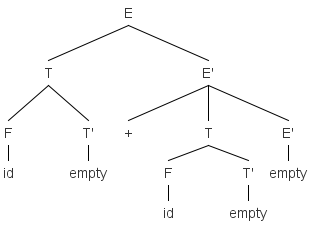 E
T E'
F T' + T E'
id empty F T' empty
id empty